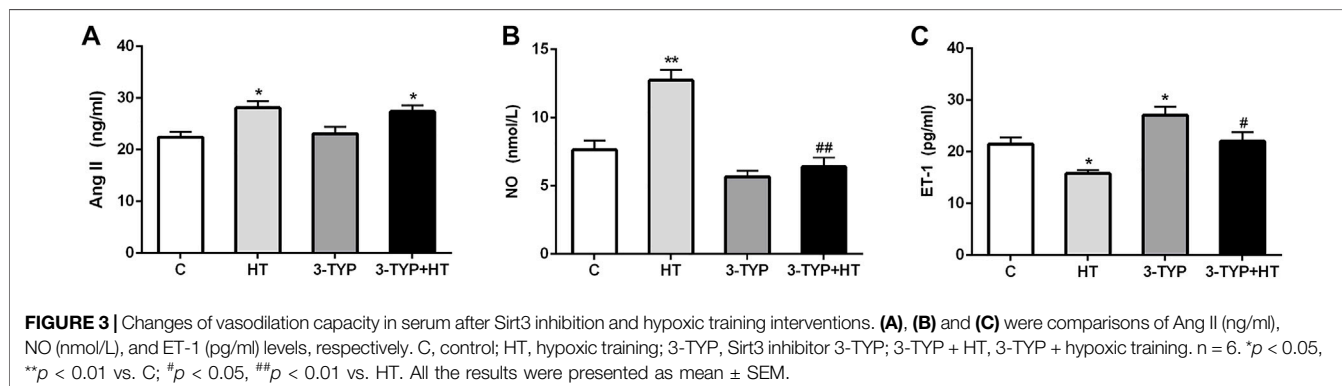 A
B
C
40
30
20
10
0
Ang II (ng/ml)
*
*
C HT 3-TYP 3-TYP+HT
15
10
5
0
NO (nmol/L)
**
##
C HT 3-TYP 3-TYP+HT
40
30
20
10
0
ET-1 (pg/ml)
*
*
#
C HT 3-TYP 3-TYP+HT
FIGURE 3 | Changes of vasodilation capacity in serum after Sirt3 inhibition and hypoxic training interventions. (A), (B) and (C) were comparisons of Ang II (ng/ml),
NO (nmol/L), and ET-1 (pg/ml) levels, respectively. C, control; HT, hypoxic training; 3-TYP, Sirt3 inhibitor 3-TYP; 3-TYP + HT, 3-TYP + hypoxic training. n = 6. *p < 0.05,
**p < 0.01 vs. C; #p < 0.05, ##p < 0.01 vs. HT. All the results were presented as mean ± SEM.